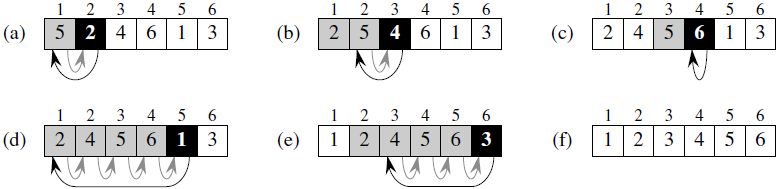 1 2 3 4 5 6 1 2 3 4 5 6 1 2 3 4 5 6
(a) 5 2 4 6 1 3 (b) 2 5 4 6 1 3 (c) 2 4 5 6 1 3
1 2 3 4 5 6 1 2 3 4 5 6 1 2 3 4 5 6
(d) 2 4 5 6 1 3 (e) 1 2 4 5 6 3 (f) 1 2 3 4 5 6